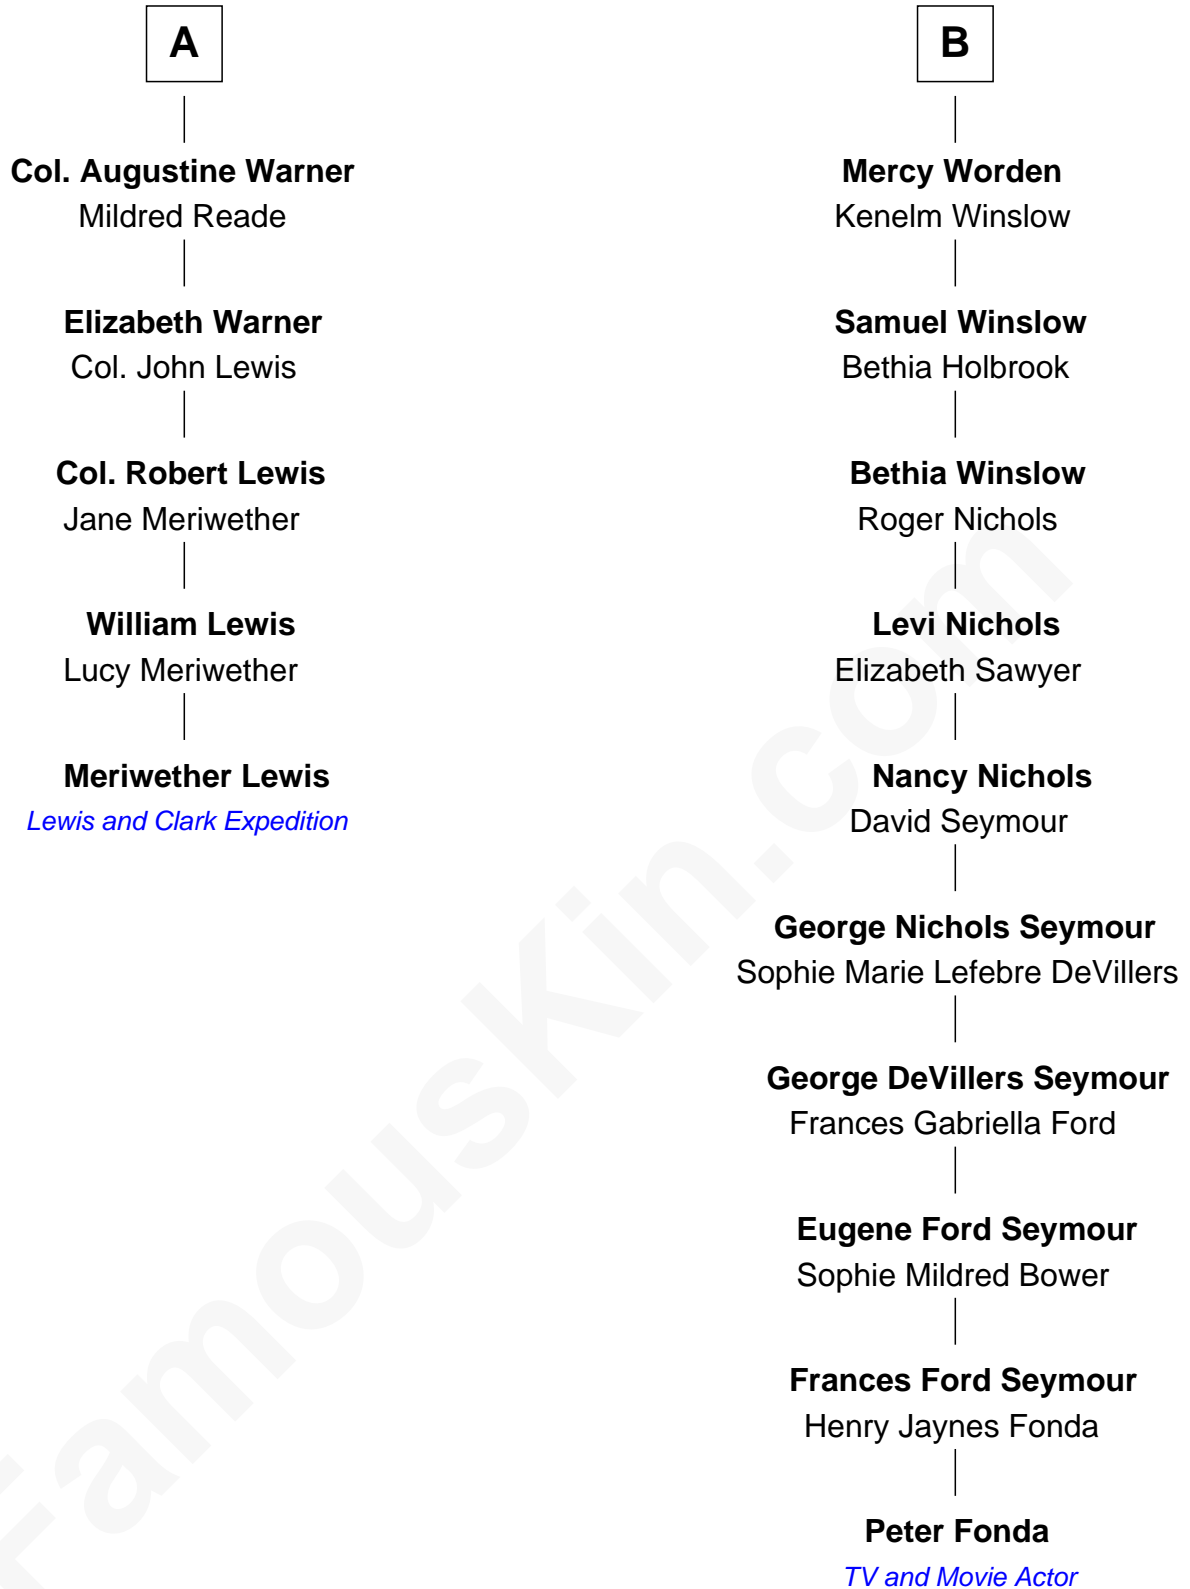 A
Col. Augustine Warner
Mildred Reade
Elizabeth Warner
Col. John Lewis
Col. Robert Lewis
Jane Meriwether
William Lewis
Lucy Meriwether
Meriwether Lewis
Lewis and Clark Expedition
B
Mercy Worden
Kenelm Winslow
Samuel Winslow
Bethia Holbrook
Bethia Winslow
Roger Nichols
Levi Nichols
Elizabeth Sawyer
Nancy Nichols
David Seymour
George Nichols Seymour
Sophie Marie Lefebre DeVillers
George DeVillers Seymour
Frances Gabriella Ford
Eugene Ford Seymour
Sophie Mildred Bower
Frances Ford Seymour
Henry Jaynes Fonda
Peter Fonda
TV and Movie Actor
FamousKin.com